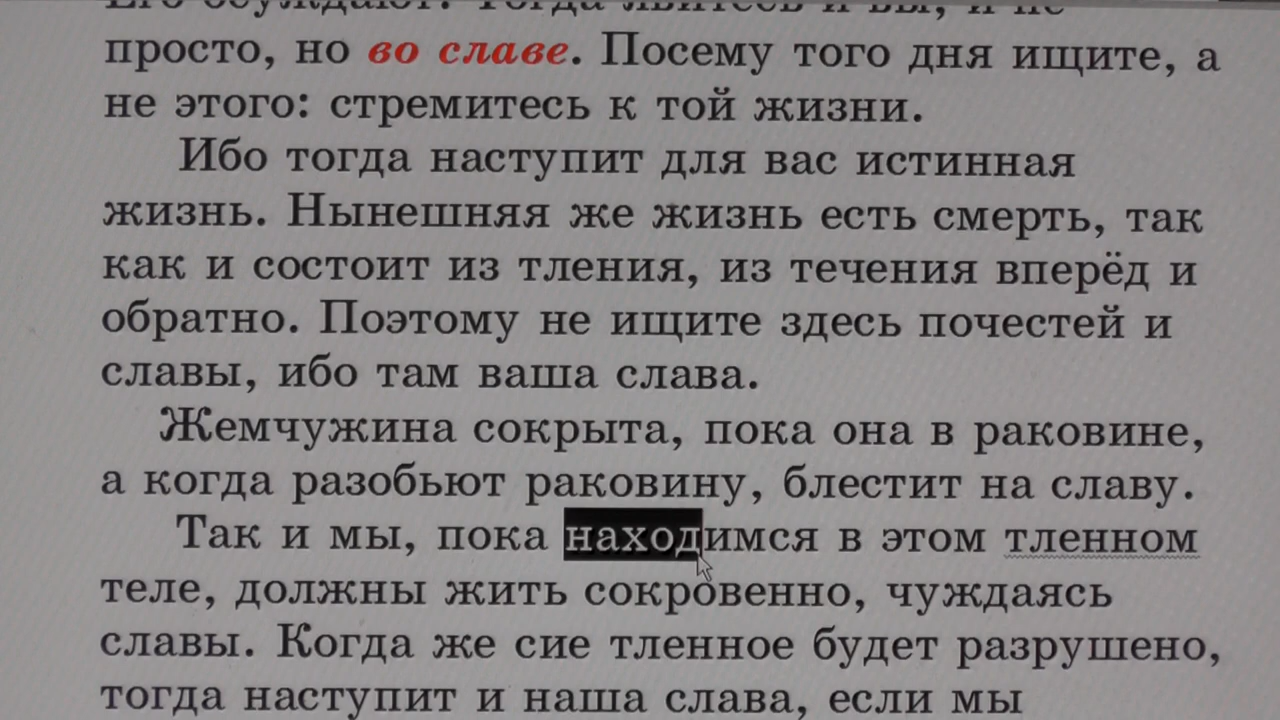 просто, но во славе. Посему того дня ищите, а
не этого: стремитесь к той жизни.
Ибо тогда наступит для вас истинная
жизнь. Нынешняя же жизнь есть смерть, так
как и состоит из тления, из течения вперёд и
обратно. Поэтому не ищите здесь почестей и
славы, ибо там ваша слава.
Жемчужина сокрыта, пока она в раковине,
а когда разобьют раковину, блестит на славу.
Так и мы, пока находимся в этом тленном
теле, должны жить сокровенно, чуждаясь
славы. Когда же сие тленное будет разрушено,
тогда наступит и наша слава, если мы